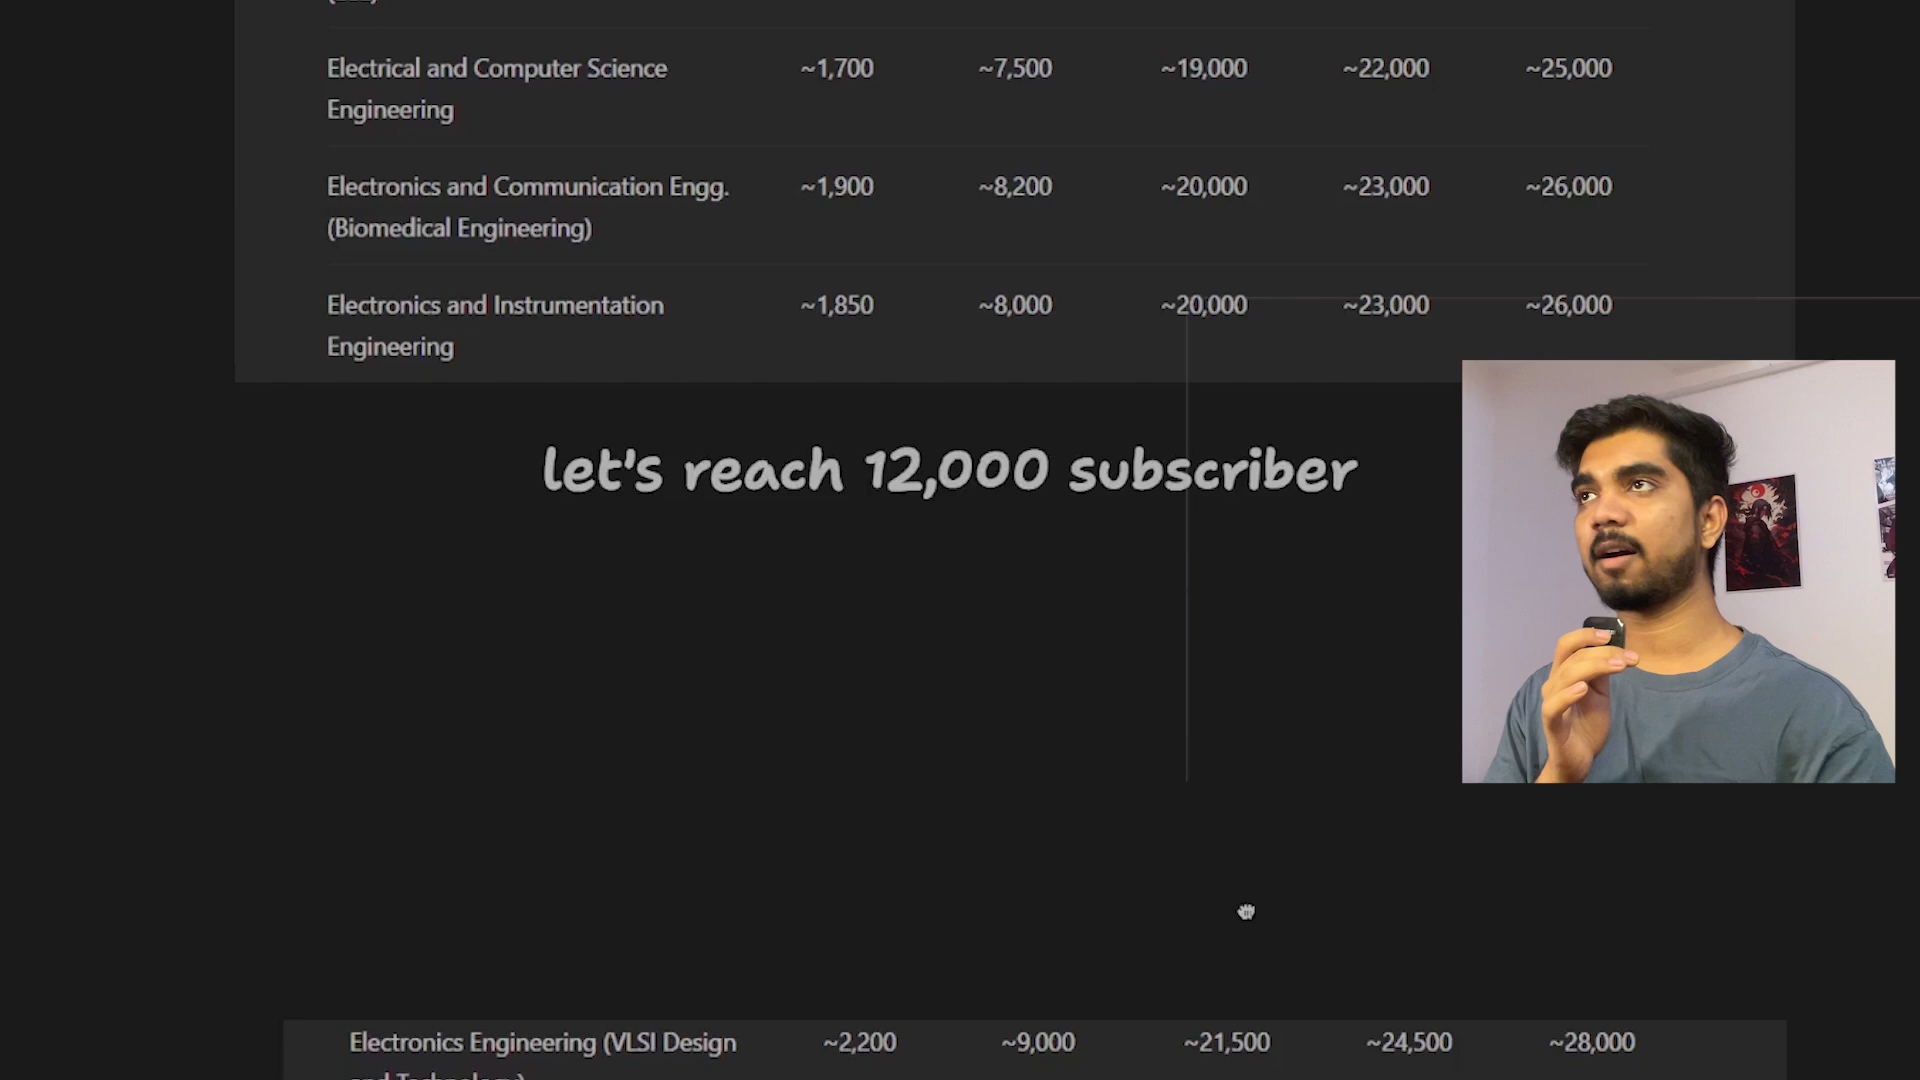 Electrical and Computer Science ~1,700 ~7,500 ~19,000 ~22,000 ~25,000
Engineering
Electronics and Communication Engg. ~1,900 ~8,200 ~20,000 ~23,000 ~26,000
(Biomedical Engineering)
Electronics and Instrumentation ~1,850 ~8,000 ~20,000 ~23,000 ~26,000
Engineering
let's reach 12,000 subscriber
Electronics Engineering (VLSI Design ~2,200 ~9,000 ~21,500 ~24,500 ~28,000
and Technology)